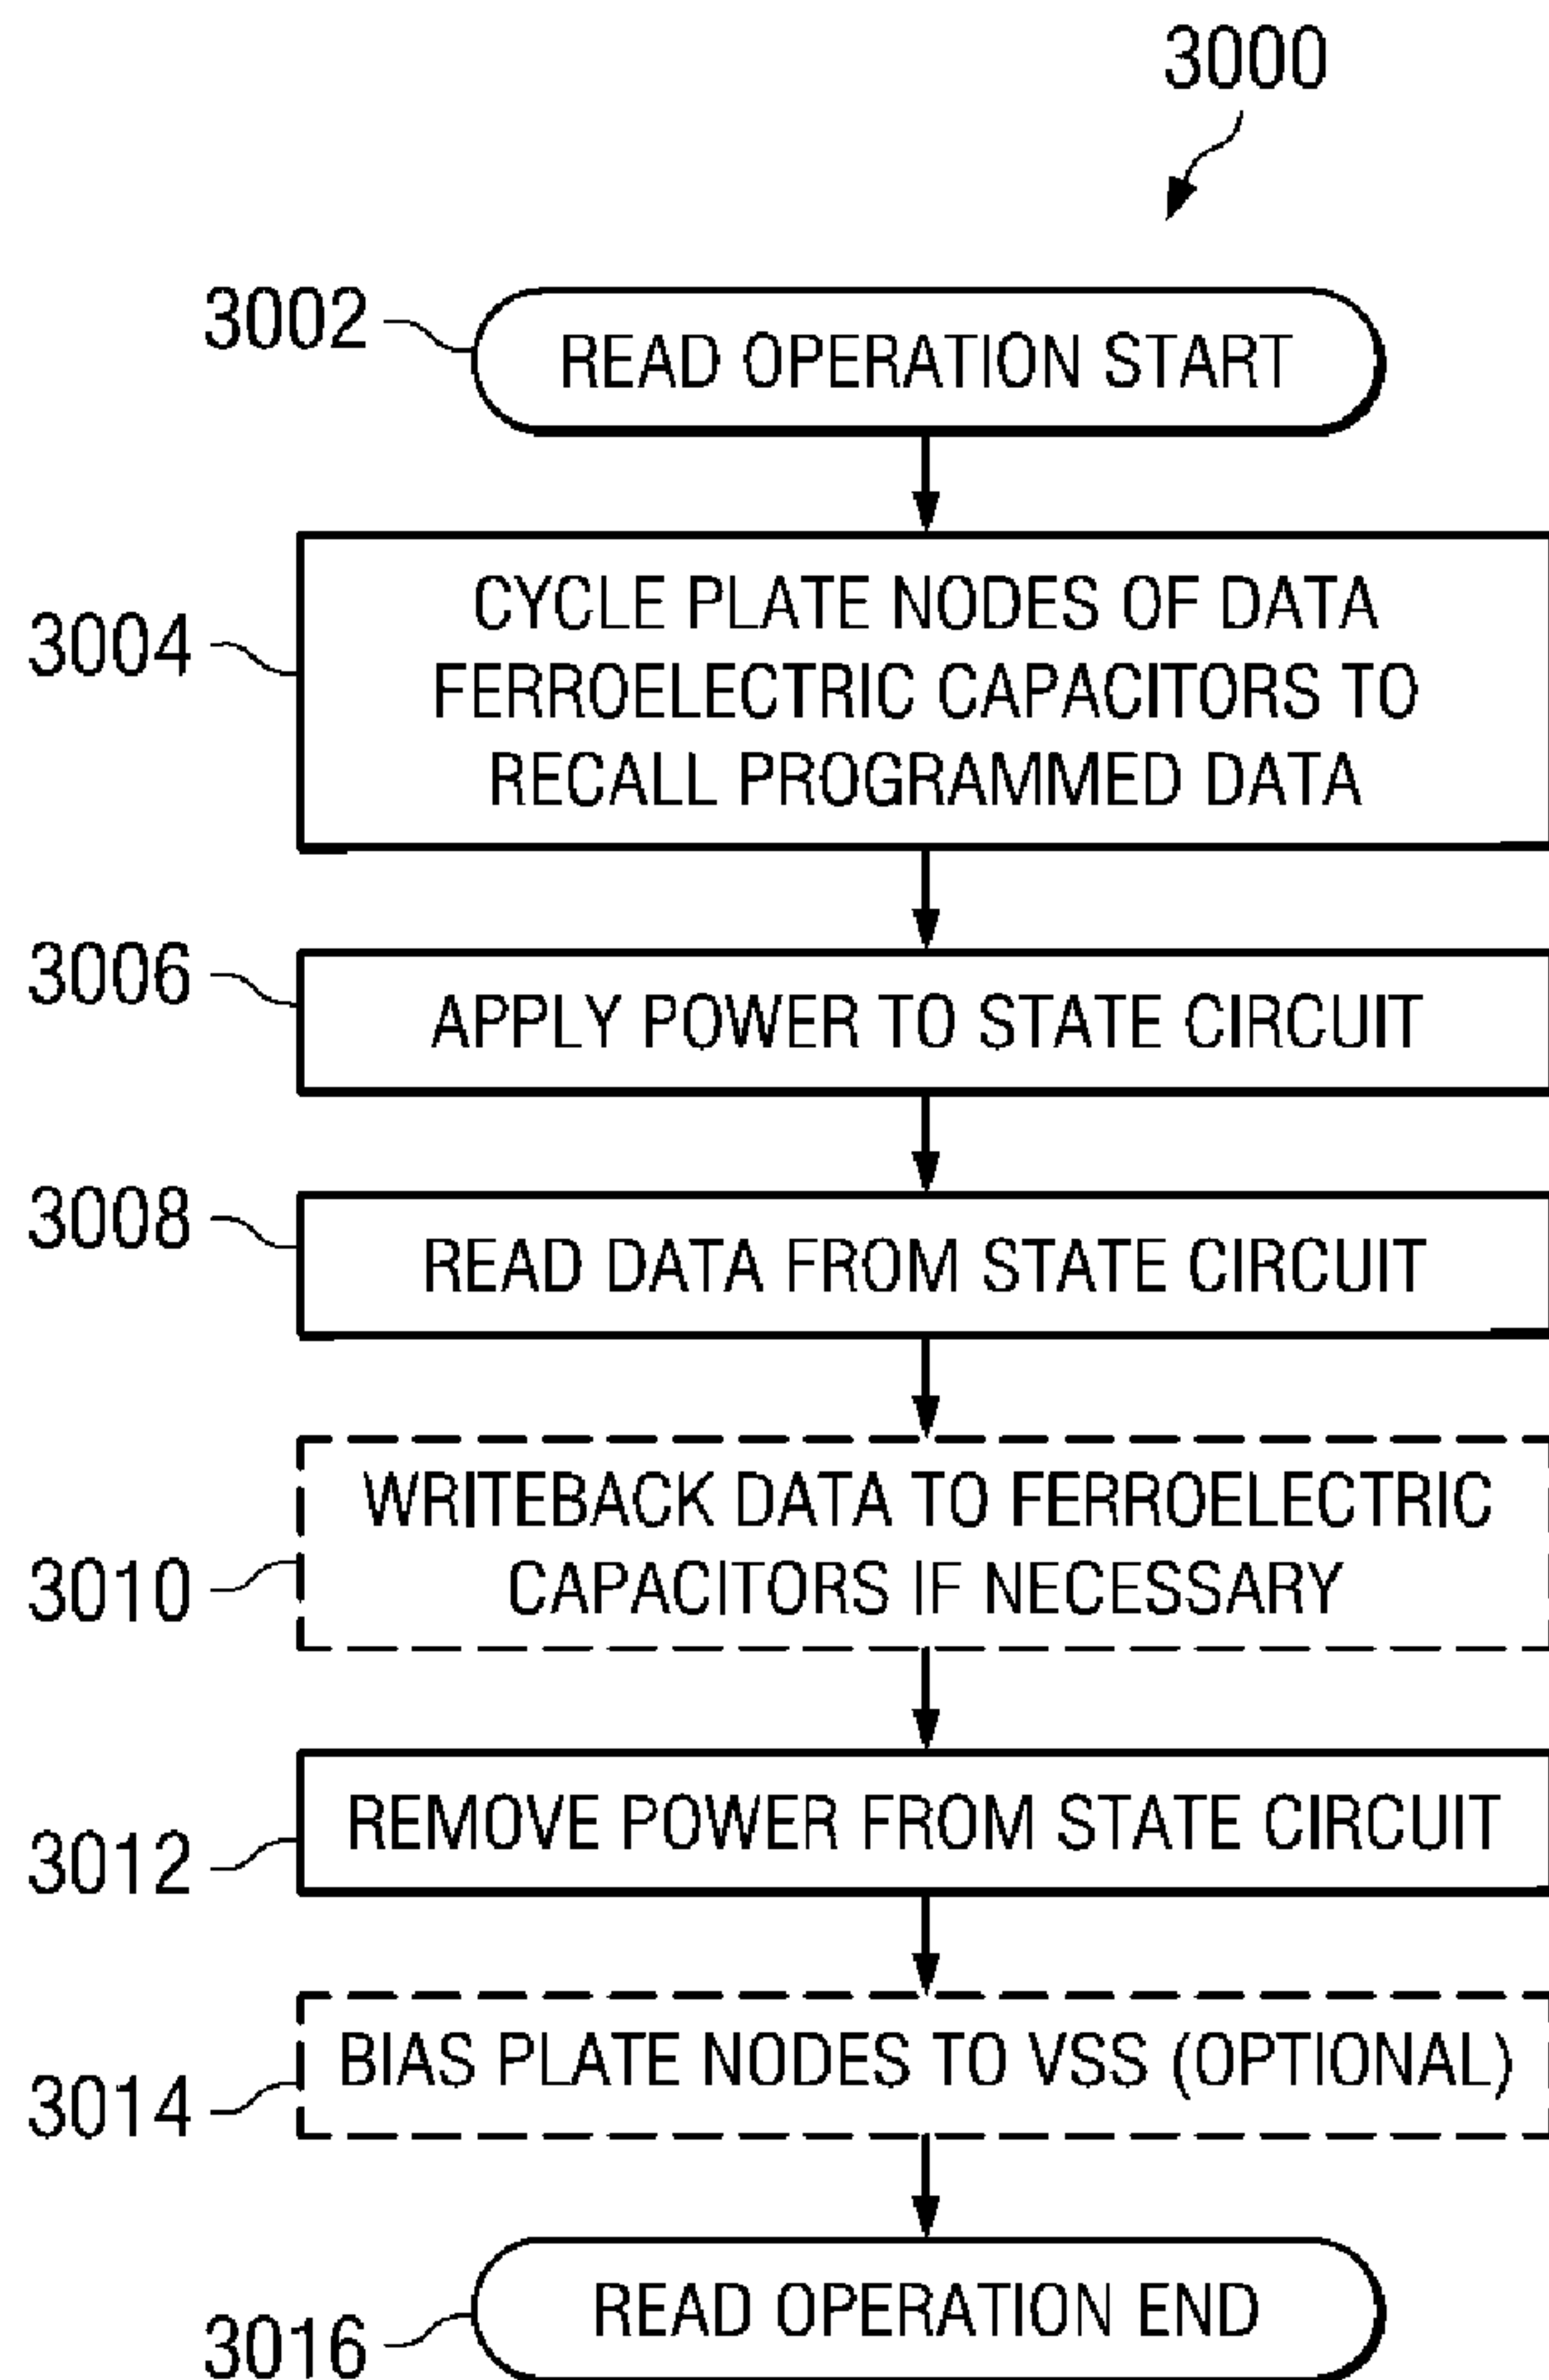 3000
3002
READ OPERATION START
3004
CYCLE PLATE NODES OF DATA
FERROELECTRIC CAPACITORS TO
RECALL PROGRAMMED DATA
3006
APPLY POWER TO STATE CIRCUIT
3008
READ DATA FROM STATE CIRCUIT
3010
WRITEBACK DATA TO FERROELECTRIC
CAPACITORS IF NECESSARY
3012
REMOVE POWER FROM STATE CIRCUIT
3014
BIAS PLATE NODES TO VSS (OPTIONAL)
3016
READ OPERATION END